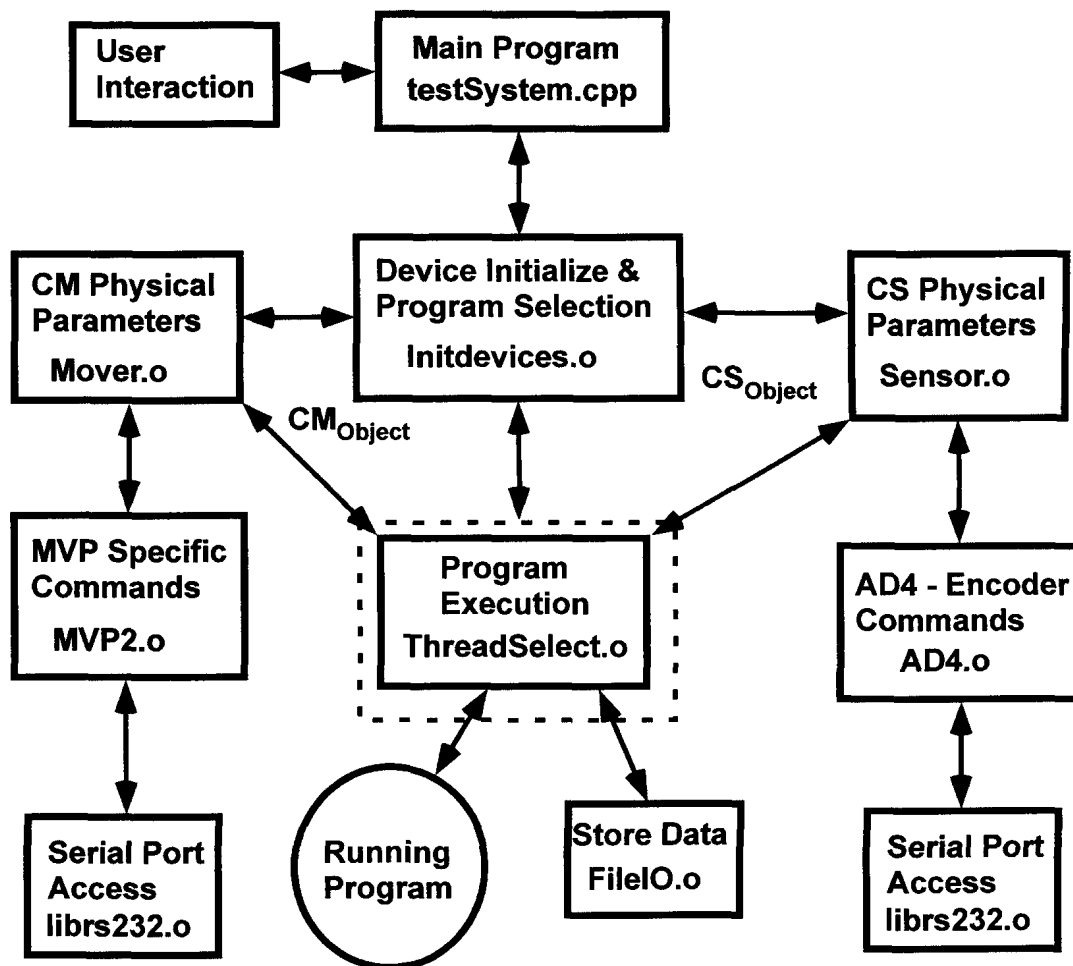 User
Interaction
Main Program
testSystem.cpp
CM Physical
Parameters
Mover.o
Device Initialize &
Program Selection
Initdevices.o
CS Physical
Parameters
Sensor.o
CM Object
CS Object
MVP Specific
Commands
MVP2.o
Program
Execution
ThreadSelect.o
AD4 - Encoder
Commands
AD4.o
Serial Port
Access
librs232.o
Running
Program
Store Data
FileIO.o
Serial Port
Access
librs232.o